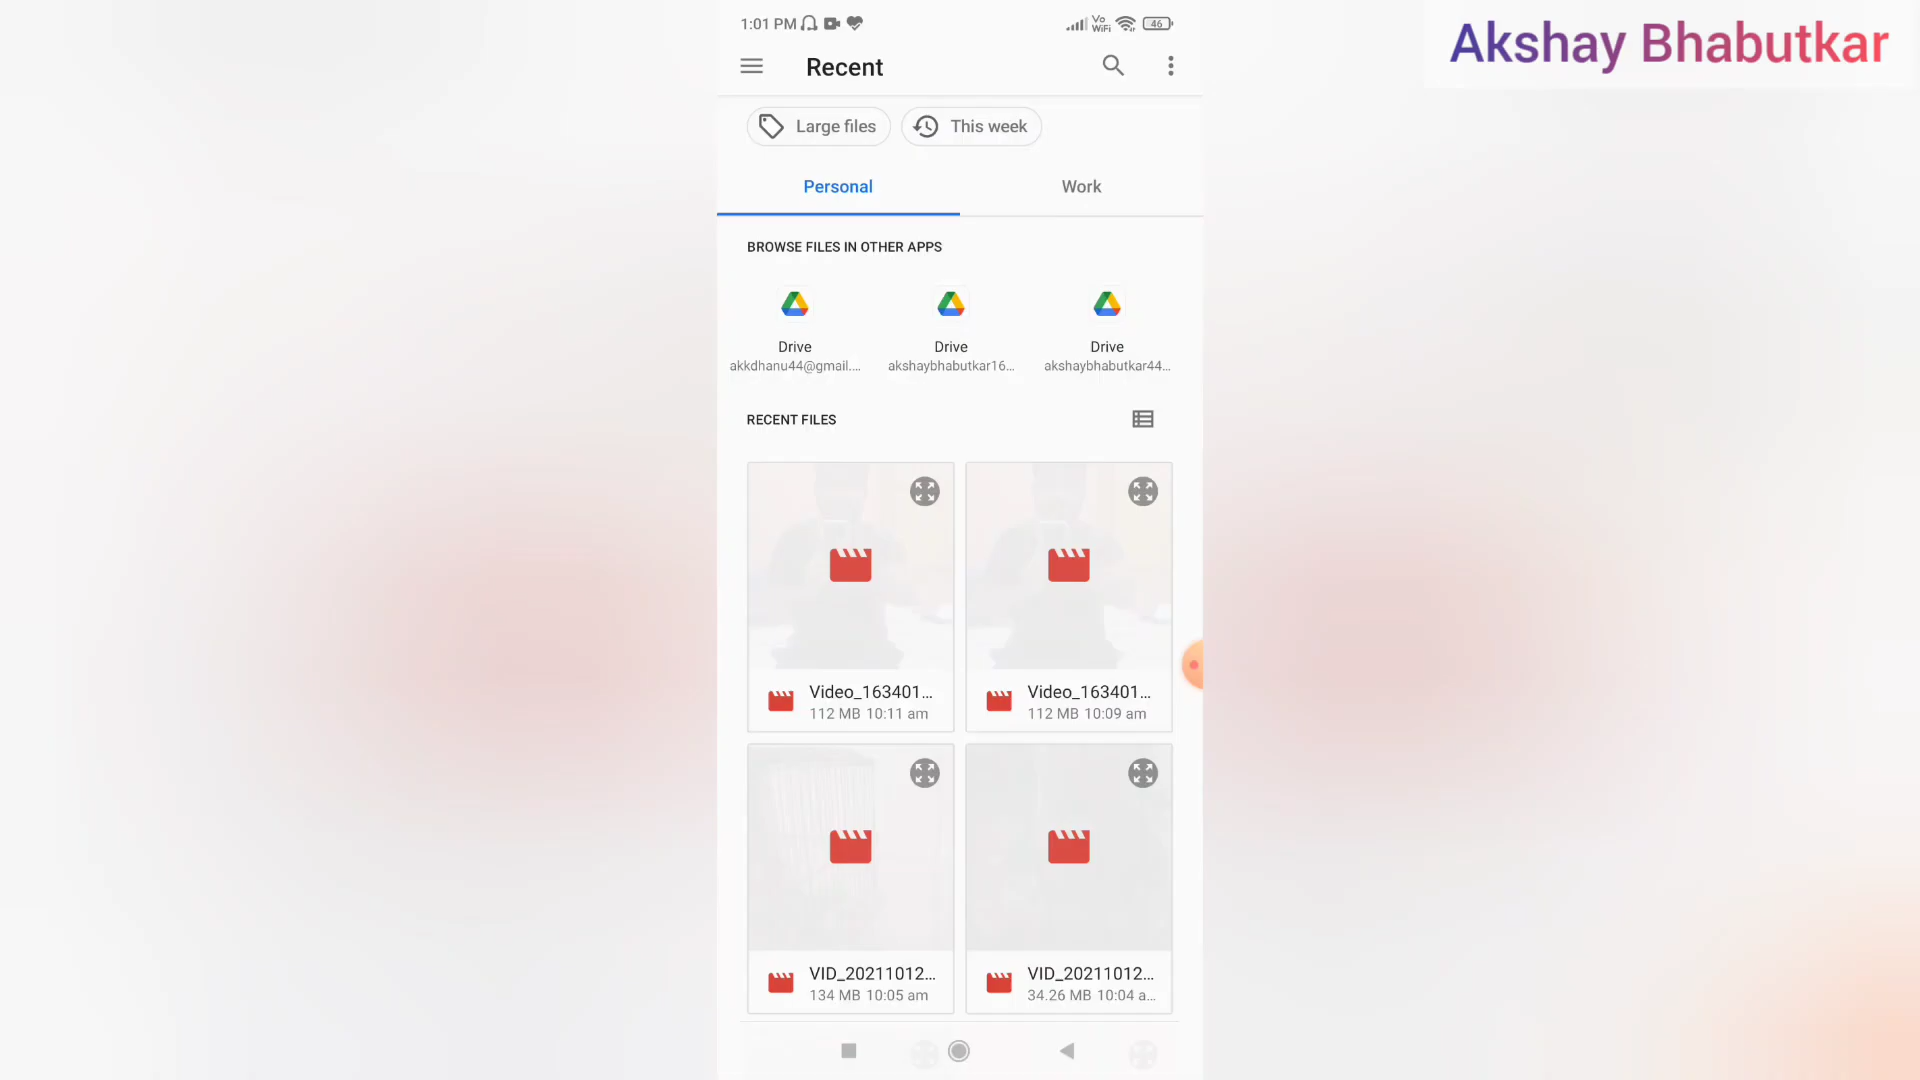 1:01 PM
Vo
WiFi
46
Akshay Bhabutkar
Recent
Large files
This week
Personal
Work
BROWSE FILES IN OTHER APPS
Drive
akkdhanu44@gmail....
Drive
akshaybhabutkar16...
Drive
akshaybhabutkar44...
RECENT FILES
Video_163401...
112 MB 10:11 am
Video_163401...
112 MB 10:09 am
VID_20211012...
134 MB 10:05 am
VID_20211012...
34.26 MB 10:04 a...